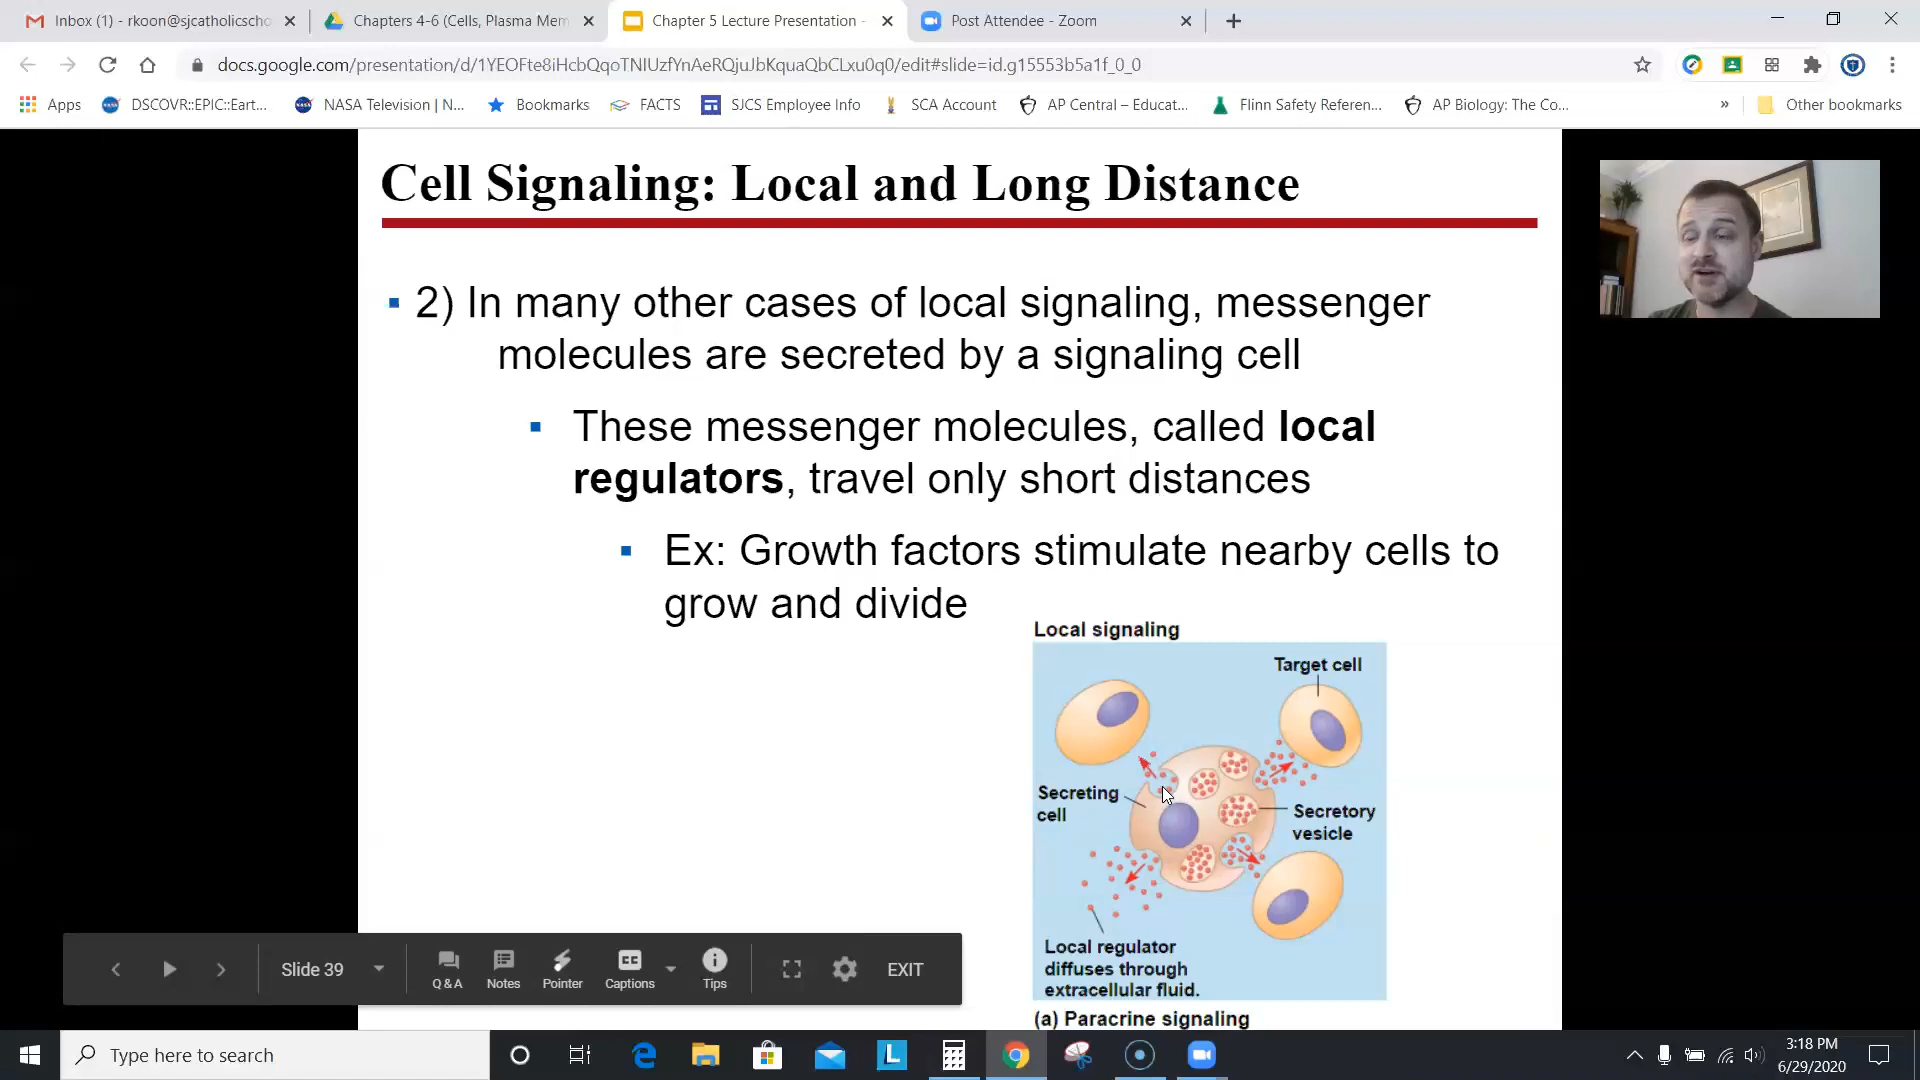 Inbox (1) - rkoon@sjcatholicscho
Chapters 4-6 (Cells, Plasma Mem
Chapter 5 Lecture Presentation -
Post Attendee - Zoom
docs.google.com/presentation/d/1YEOFte8iHcbQqoTNIUzfYnAeRQjuJbKquaQbCLxu0q0/edit#slide=id.g15553b5a1f_0_0
Apps
DSCOVR::EPIC::Eart...
NASA Television | N...
Bookmarks
FACTS
SJCS Employee Info
SCA Account
AP Central – Educat...
Flinn Safety Referen...
AP Biology: The Co...
»
Other bookmarks
Cell Signaling: Local and Long Distance
2) In many other cases of local signaling, messenger
molecules are secreted by a signaling cell
These messenger molecules, called local
regulators, travel only short distances
Ex: Growth factors stimulate nearby cells to
grow and divide
Local signaling
Target cell
Secreting
cell
Secretory
vesicle
Local regulator
diffuses through
extracellular fluid.
(a) Paracrine signaling
Slide 39
Q & A
Notes
Pointer
CC
Captions
Tips
EXIT
Type here to search
L
3:18 PM
6/29/2020